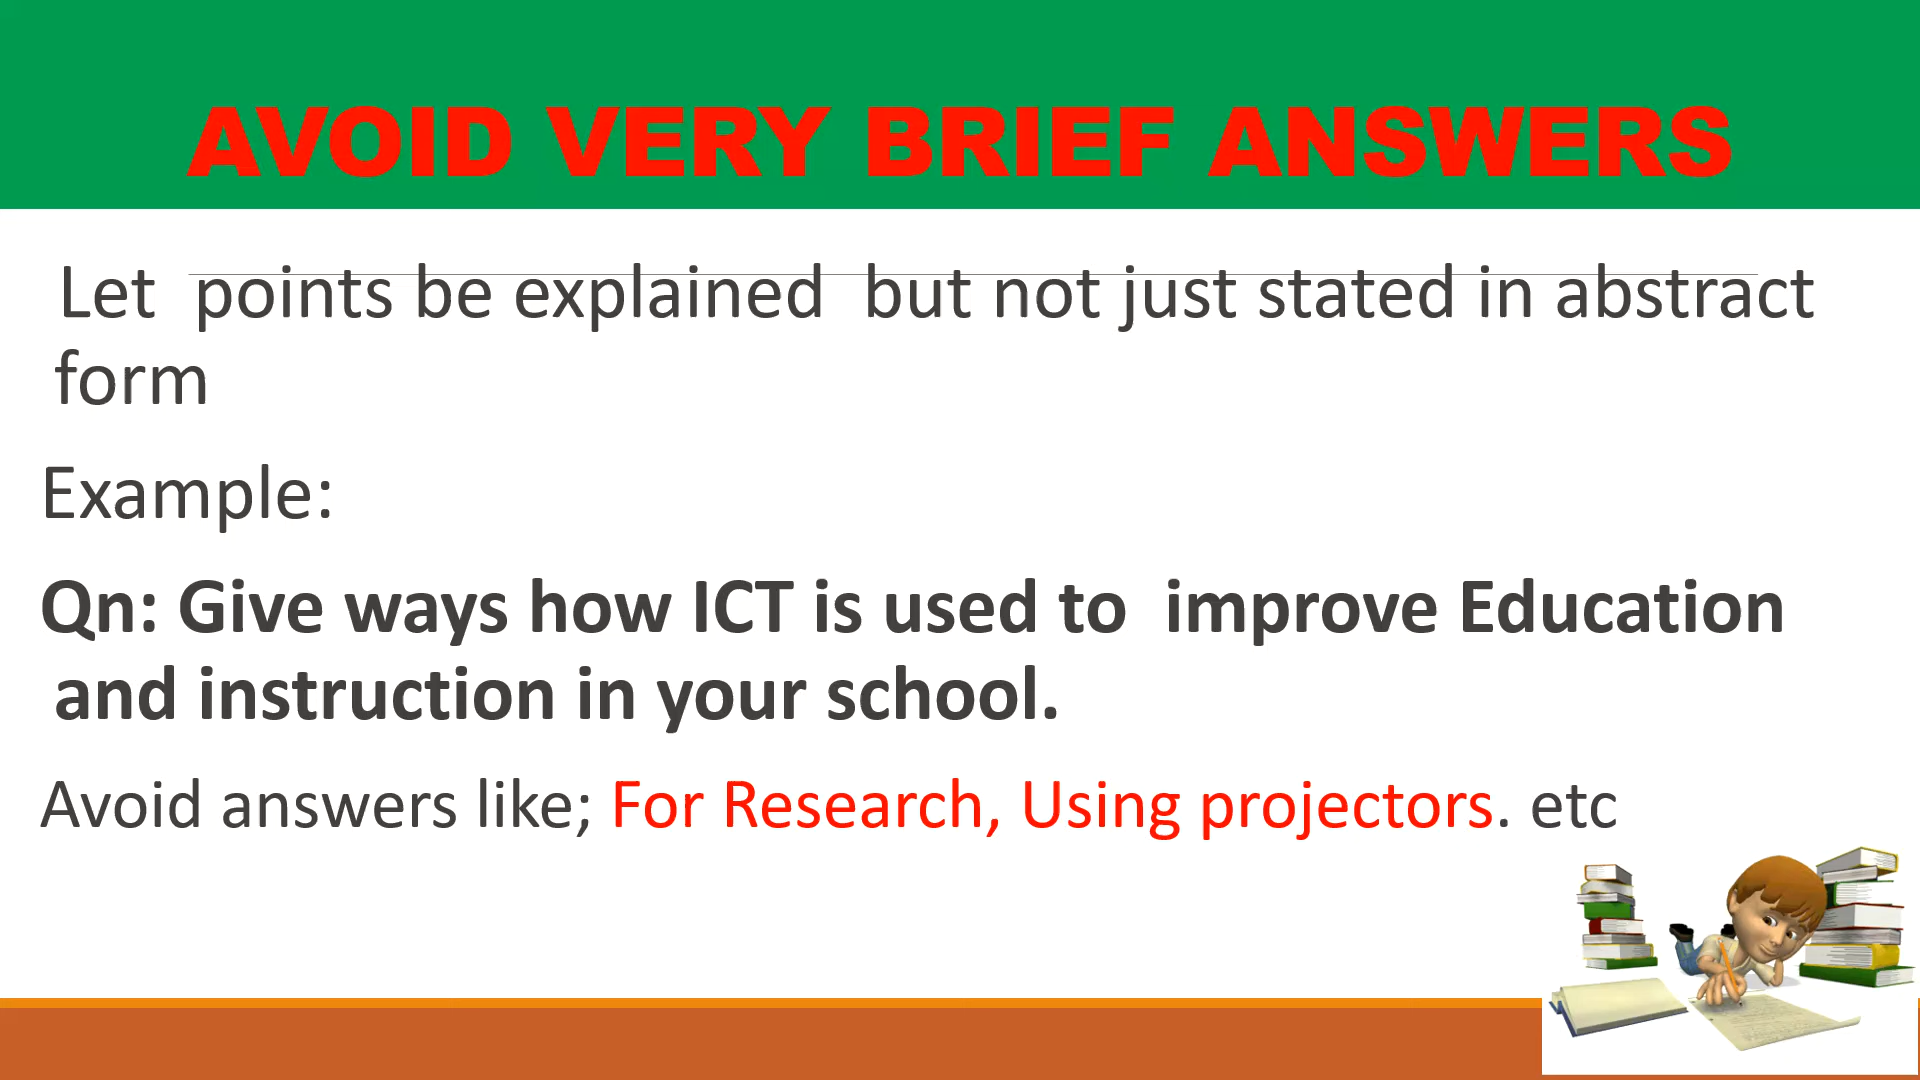 AVOID VERY BRIEF ANSWERS
Let points be explained but not just stated in abstract
form
Example:
Qn: Give ways how ICT is used to improve Education
and instruction in your school.
Avoid answers like; For Research, Using projectors. etc